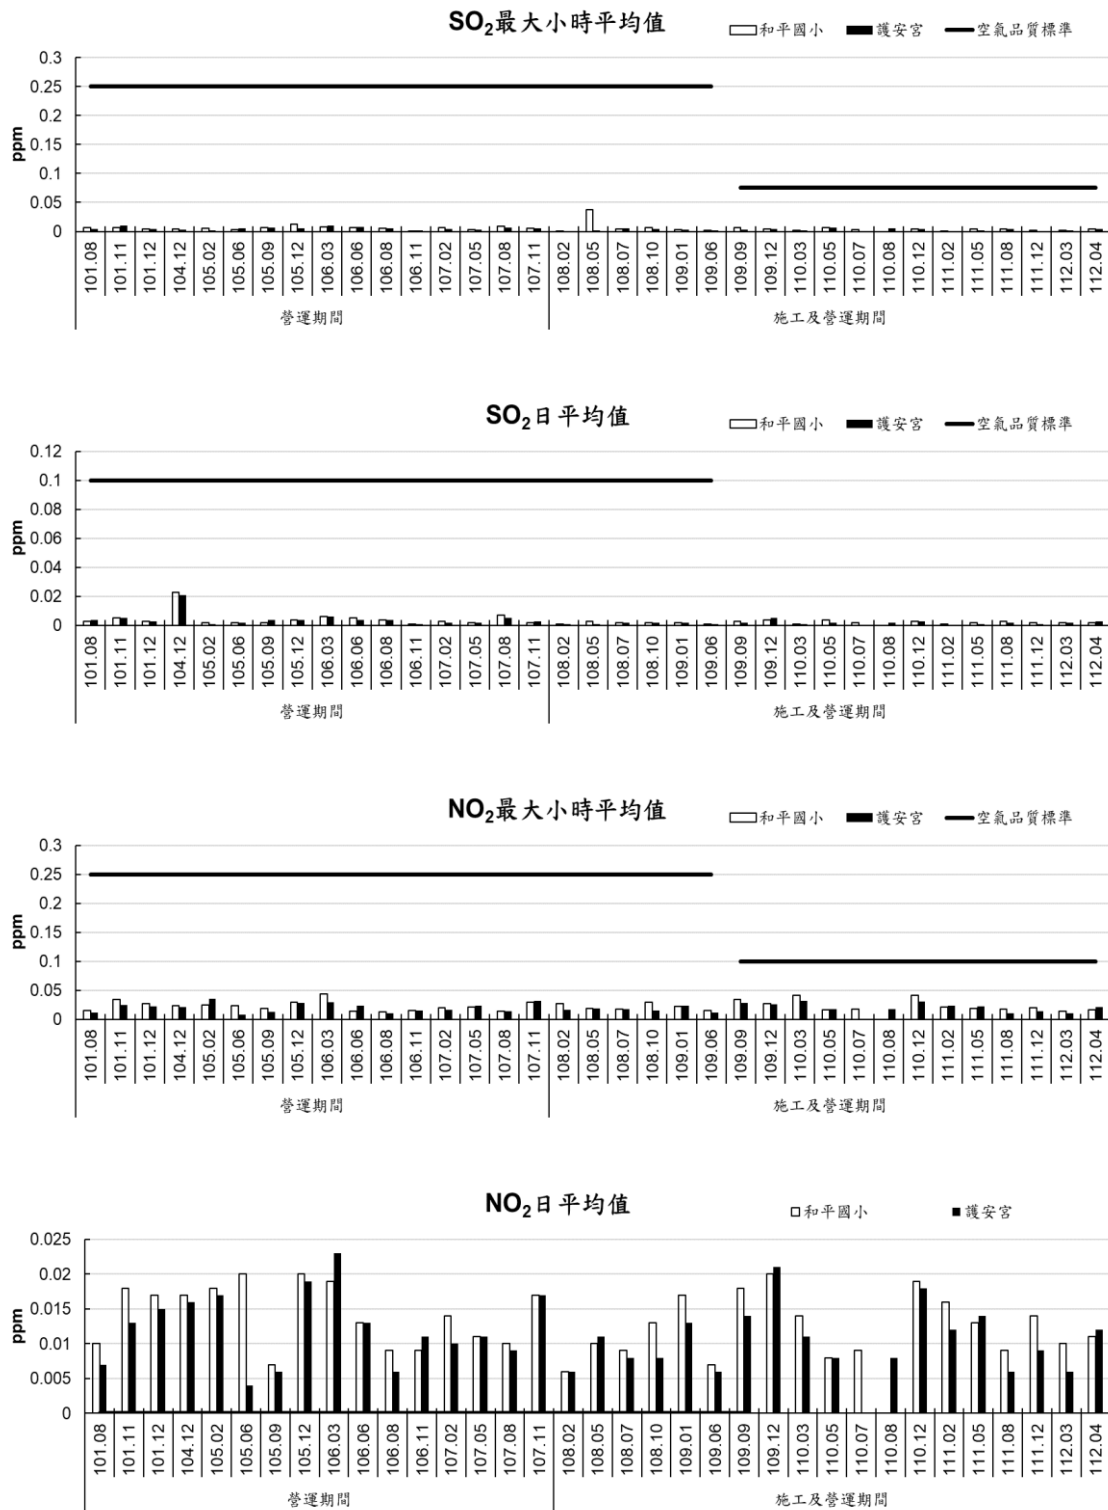 SO₂最大小時平均值
和平國小 護安宮 空氣品質標準
0.3
0.25
0.2
0.15
0.1
0.05
0
ppm
101.08 101.11 101.12 104.12 105.02 105.06 105.09 105.12 106.03 106.06 106.08 106.11 107.02 107.05 107.08 107.11 108.02 108.05 108.07 108.10 109.01 109.06 109.09 109.12 110.03 110.05 110.07 110.08 110.12 111.02 111.05 111.08 111.12 112.03 112.04
營運期間 施工及營運期間
SO₂日平均值
和平國小 護安宮 空氣品質標準
0.12
0.1
0.08
0.06
0.04
0.02
0
ppm
101.08 101.11 101.12 104.12 105.02 105.06 105.09 105.12 106.03 106.06 106.08 106.11 107.02 107.05 107.08 107.11 108.02 108.05 108.07 108.10 109.01 109.06 109.09 109.12 110.03 110.05 110.07 110.08 110.12 111.02 111.05 111.08 111.12 112.03 112.04
營運期間 施工及營運期間
NO₂最大小時平均值
和平國小 護安宮 空氣品質標準
0.3
0.25
0.2
0.15
0.1
0.05
0
ppm
101.08 101.11 101.12 104.12 105.02 105.06 105.09 105.12 106.03 106.06 106.08 106.11 107.02 107.05 107.08 107.11 108.02 108.05 108.07 108.10 109.01 109.06 109.09 109.12 110.03 110.05 110.07 110.08 110.12 111.02 111.05 111.08 111.12 112.03 112.04
營運期間 施工及營運期間
NO₂日平均值
和平國小 護安宮
0.025
0.02
0.015
0.01
0.005
0
ppm
101.08 101.11 101.12 104.12 105.02 105.06 105.09 105.12 106.03 106.06 106.08 106.11 107.02 107.05 107.08 107.11 108.02 108.05 108.07 108.10 109.01 109.06 109.09 109.12 110.03 110.05 110.07 110.08 110.12 111.02 111.05 111.08 111.12 112.03 112.04
營運期間 施工及營運期間